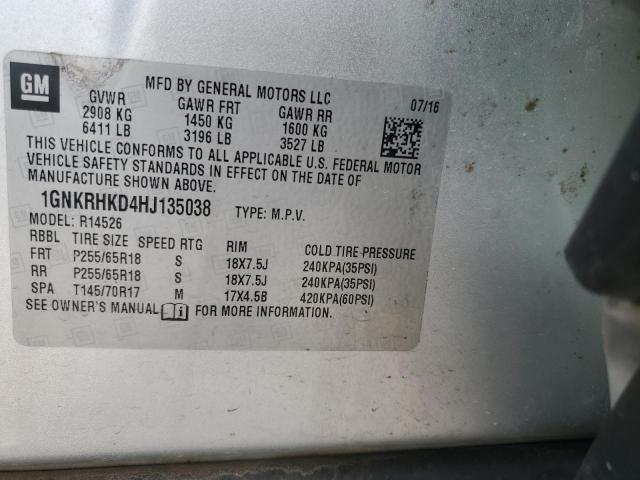 GM
MFD BY GENERAL MOTORS LLC
07/16
GVWR GAWR FRT GAWR RR
2908 KG 1450 KG 1600 KG
6411 LB 3196 LB 3527 LB
THIS VEHICLE CONFORMS TO ALL APPLICABLE U.S. FEDERAL MOTOR
VEHICLE SAFETY STANDARDS IN EFFECT ON THE DATE OF
MANUFACTURE SHOWN ABOVE.
1GNKRHKD4HJ135038 TYPE: M.P.V.
MODEL: R14526
RBBL TIRE SIZE SPEED RTG RIM COLD TIRE PRESSURE
FRT P255/65R18 S 18X7.5J 240KPA(35PSI)
RR P255/65R18 S 18X7.5J 240KPA(35PSI)
SPA T145/70R17 M 17X4.5B 420KPA(60PSI)
SEE OWNER'S MANUAL FOR MORE INFORMATION.